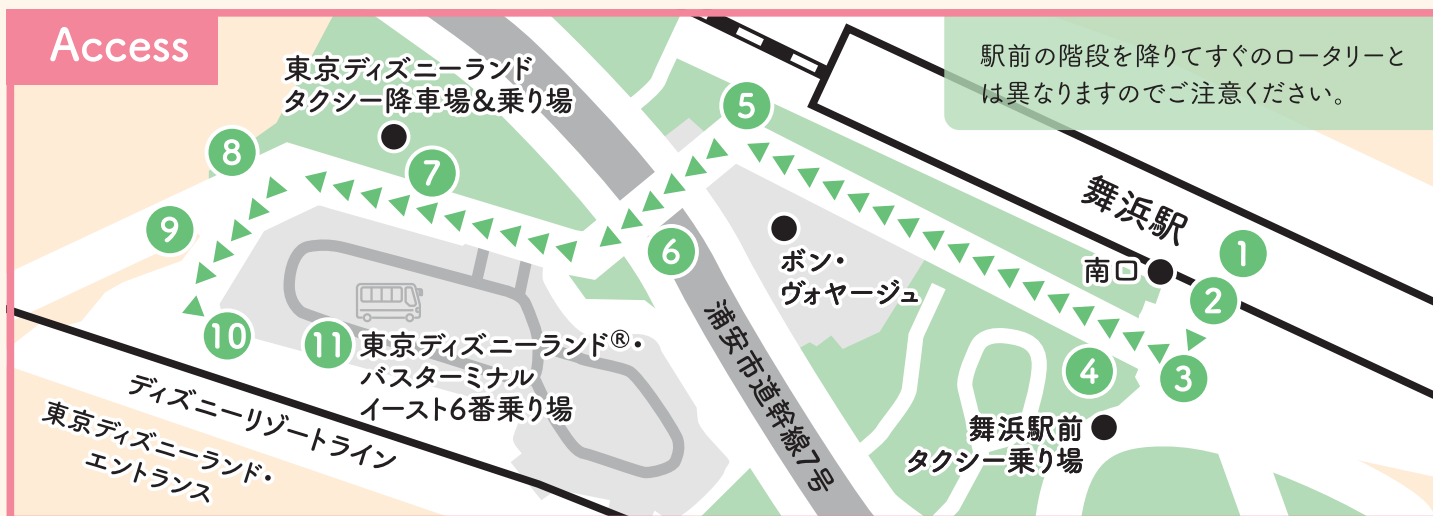 Access
駅前の階段を降りてすぐのロータリーと
は異なりますのでご注意ください。
東京ディズニーランド
タクシー降車場&乗り場
5
8
7
舞浜駅
9
6
1
ボン・
ヴォヤージュ
南口
2
10
11
東京ディズニーランド®・
バスターミナル
イースト6番乗り場
浦安市道幹線7号
4
3
舞浜駅前
タクシー乗り場
ディズニーリゾートライン
東京ディズニーランド・
エントランス